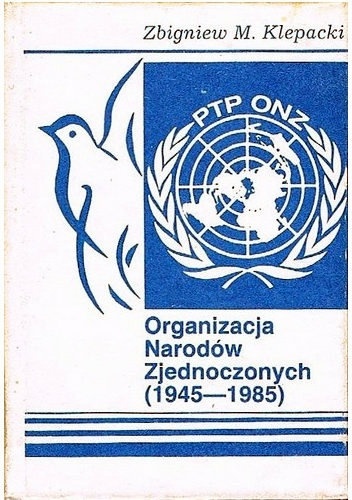 Zbigniew M. Klepacki
PTP ONZ
Organizacja
Narodów
Zjednoczonych
(1945—1985)